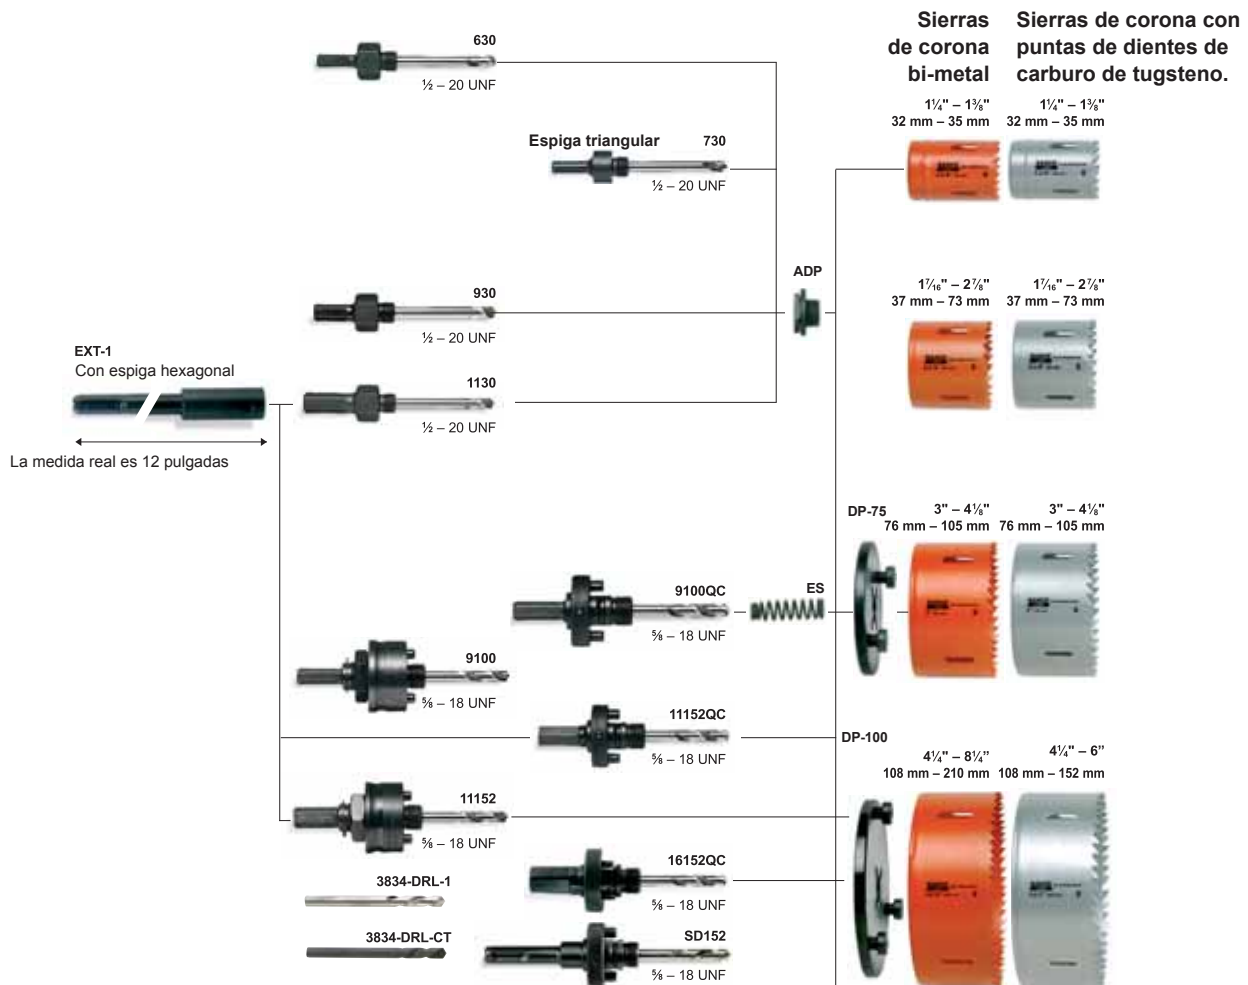 Sierras
de corona
bi-metal
Sierras de corona con
puntas de dientes de
carburo de tugsteno.
630
½ – 20 UNF
1¼" – 1⅜"
32 mm – 35 mm
1¼" – 1⅜"
32 mm – 35 mm
Espiga triangular
730
½ – 20 UNF
ADP
930
½ – 20 UNF
1⁷⁄₁₆" – 2⅞"
37 mm – 73 mm
1⁷⁄₁₆" – 2⅞"
37 mm – 73 mm
EXT-1
Con espiga hexagonal
La medida real es 12 pulgadas
1130
½ – 20 UNF
DP-75
3" – 4⅛"
76 mm – 105 mm
3" – 4⅛"
76 mm – 105 mm
9100QC
⅝ – 18 UNF
ES
9100
⅝ – 18 UNF
11152QC
⅝ – 18 UNF
DP-100
4¼" – 8¼”
108 mm – 210 mm
4¼" – 6”
108 mm – 152 mm
11152
⅝ – 18 UNF
16152QC
⅝ – 18 UNF
3834-DRL-1
3834-DRL-CT
SD152
⅝ – 18 UNF